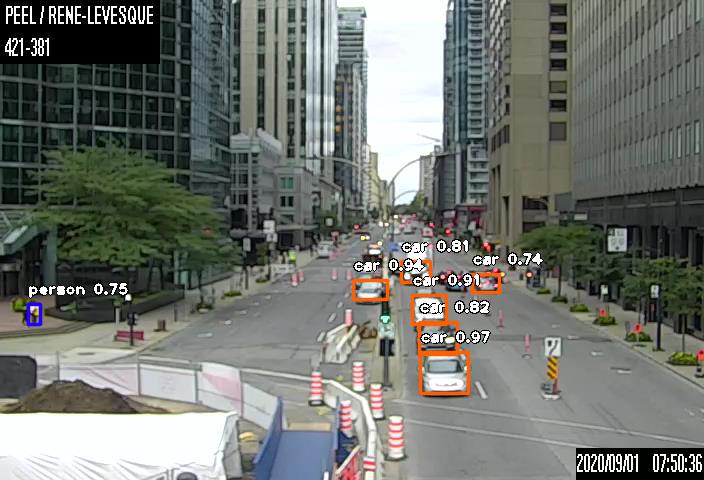 PEEL / RENE-LEVESQUE
421-381
car 0.81
car 0.74
car 0.94
car 0.91
person 0.75
car 0.82
car 0.97
2020/09/01 07:50:36